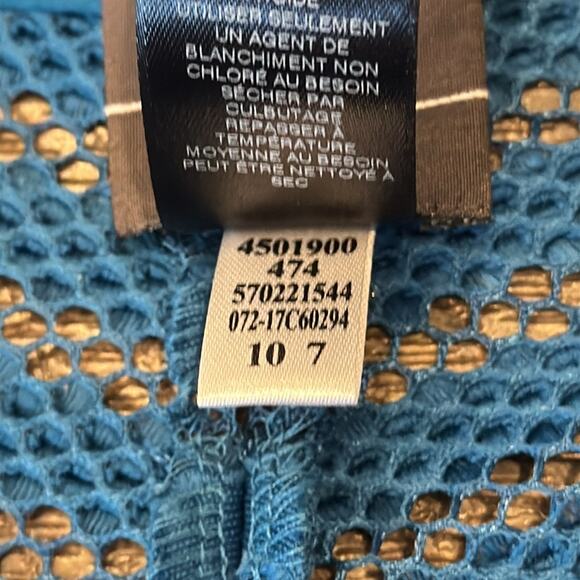 UTILISER SEULEMENT
UN AGENT DE
BLANCHIMENT NON
CHLORÉ AU BESOIN
SÉCHER PAR
CULBUTAGE
REPASSER À
TEMPÉRATURE
MOYENNE AU BESOIN
PEUT ÊTRE NETTOYÉ À
SEC
4501900
474
570221544
072-17C60294
10 7